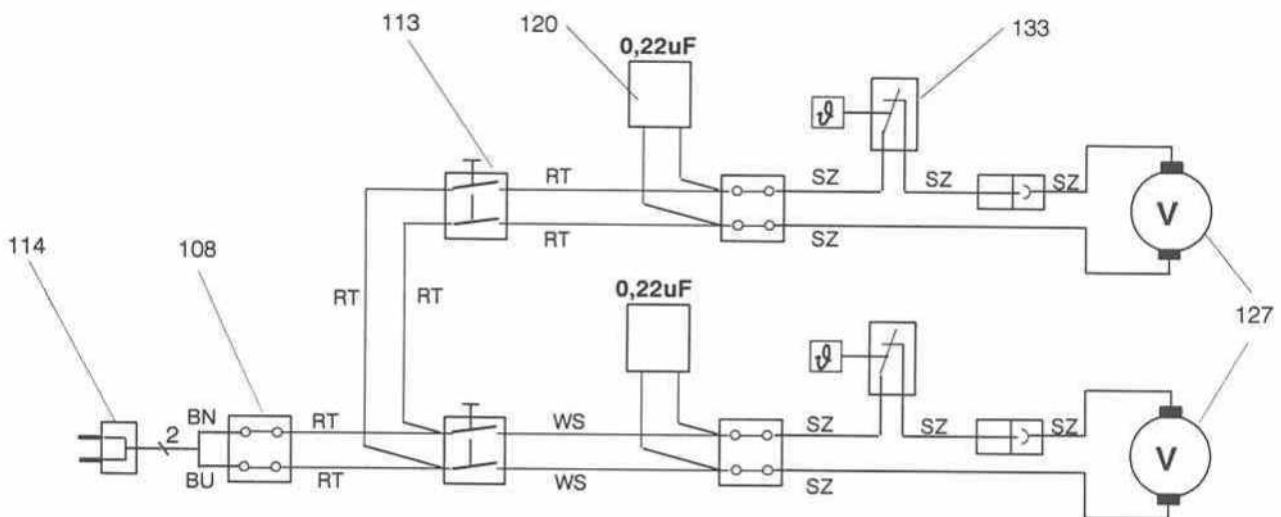 113
120
133
0,22uF
ϑ
RT
SZ
SZ
SZ
V
RT
SZ
114
108
RT
RT
0,22uF
127
ϑ
BN
2
RT
WS
SZ
SZ
SZ
V
BU
RT
WS
SZ